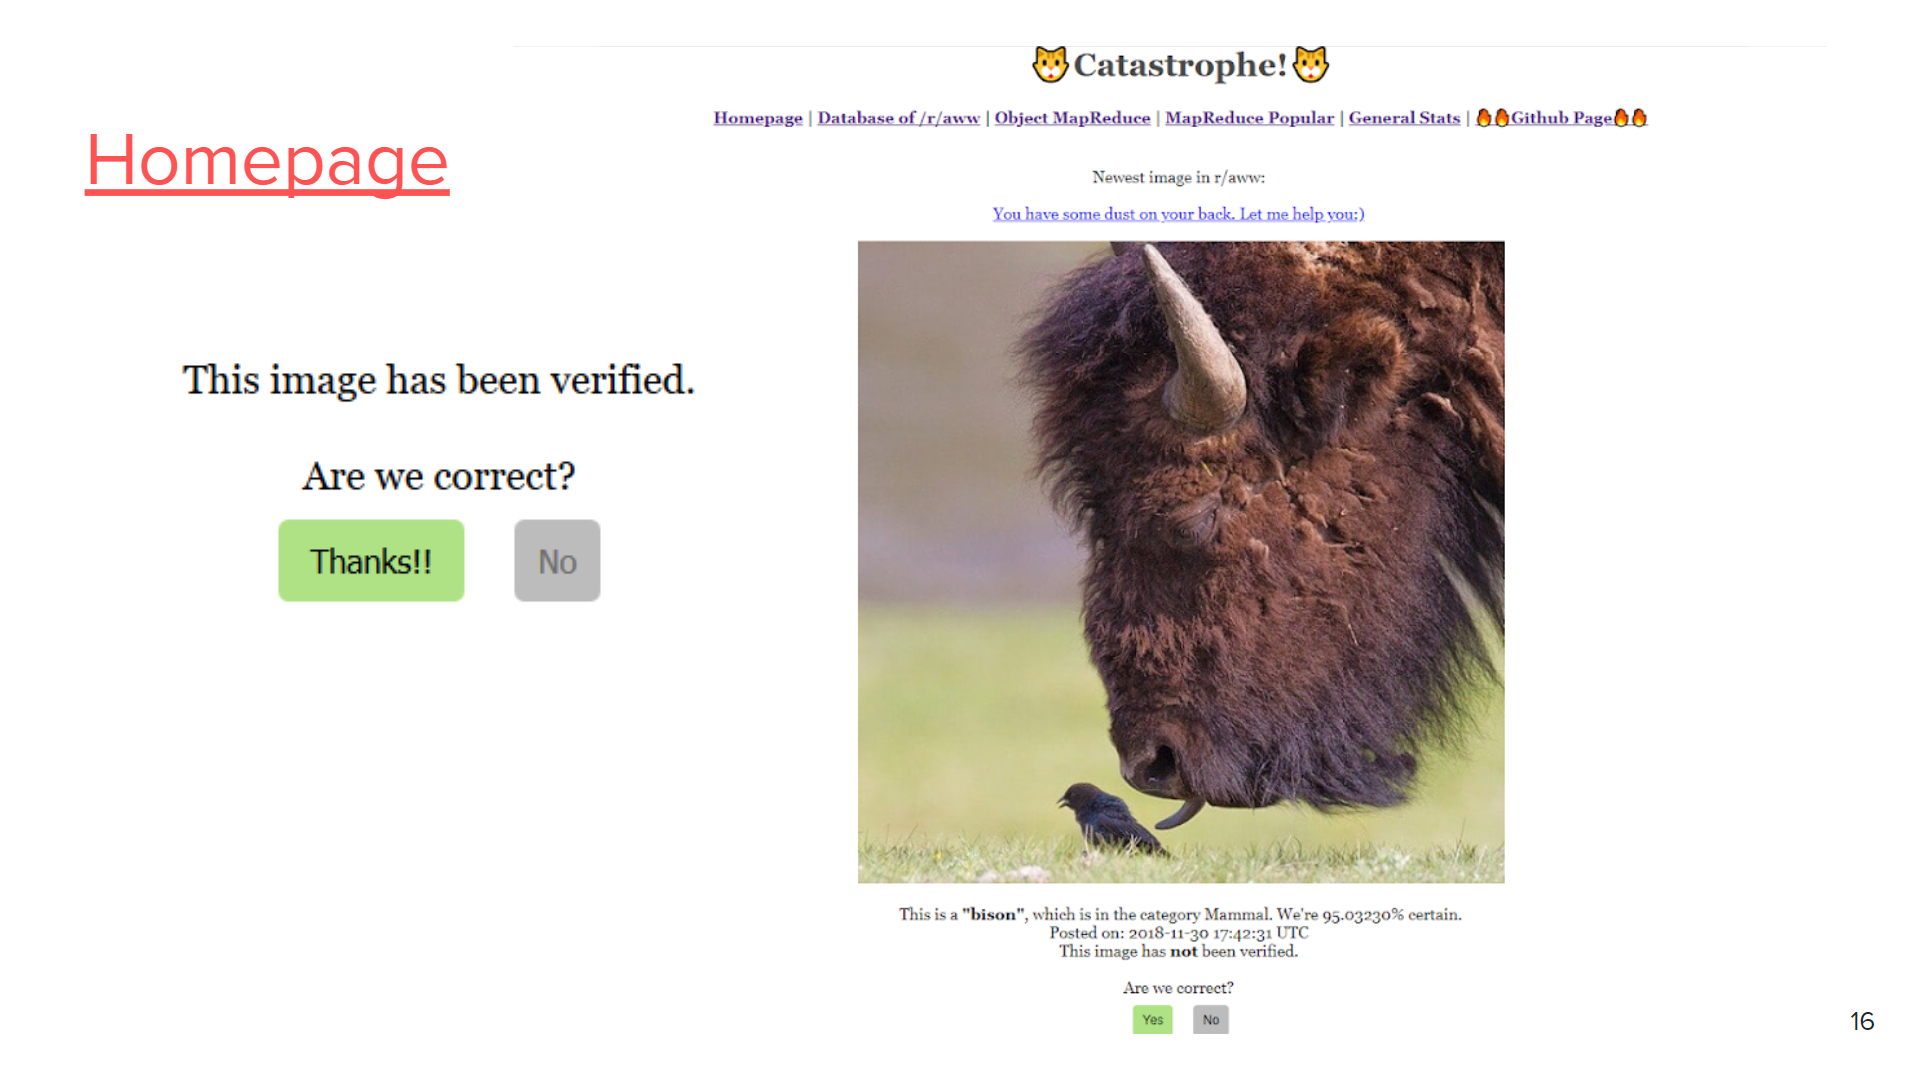 Homepage
This image has been verified.
Are we correct?
Thanks!! No
🐱Catastrophe!🐱
Homepage | Database of /r/aww | Object MapReduce | MapReduce Popular | General Stats | 🔥🔥Github Page🔥🔥
Newest image in r/aww:
You have some dust on your back. Let me help you:)
This is a "bison", which is in the category Mammal. We're 95.03230% certain.
Posted on: 2018-11-30 17:42:31 UTC
This image has not been verified.
Are we correct?
Yes No
16